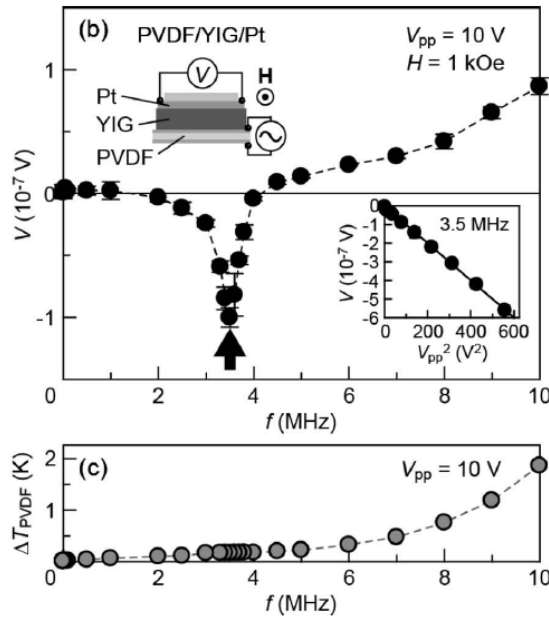 (b) PVDF/YIG/Pt
V_pp = 10 V
H = 1 kOe
V
H
Pt
YIG
PVDF
1
0
-1
V (10^-7 V)
3.5 MHz
0
-1
-2
-3
-4
-5
-6
V (10^-7 V)
0 200 400 600
V_pp^2 (V^2)
0 2 4 6 8 10
f (MHz)
(c)
V_pp = 10 V
2
1
0
ΔT_PVDF (K)
0 2 4 6 8 10
f (MHz)